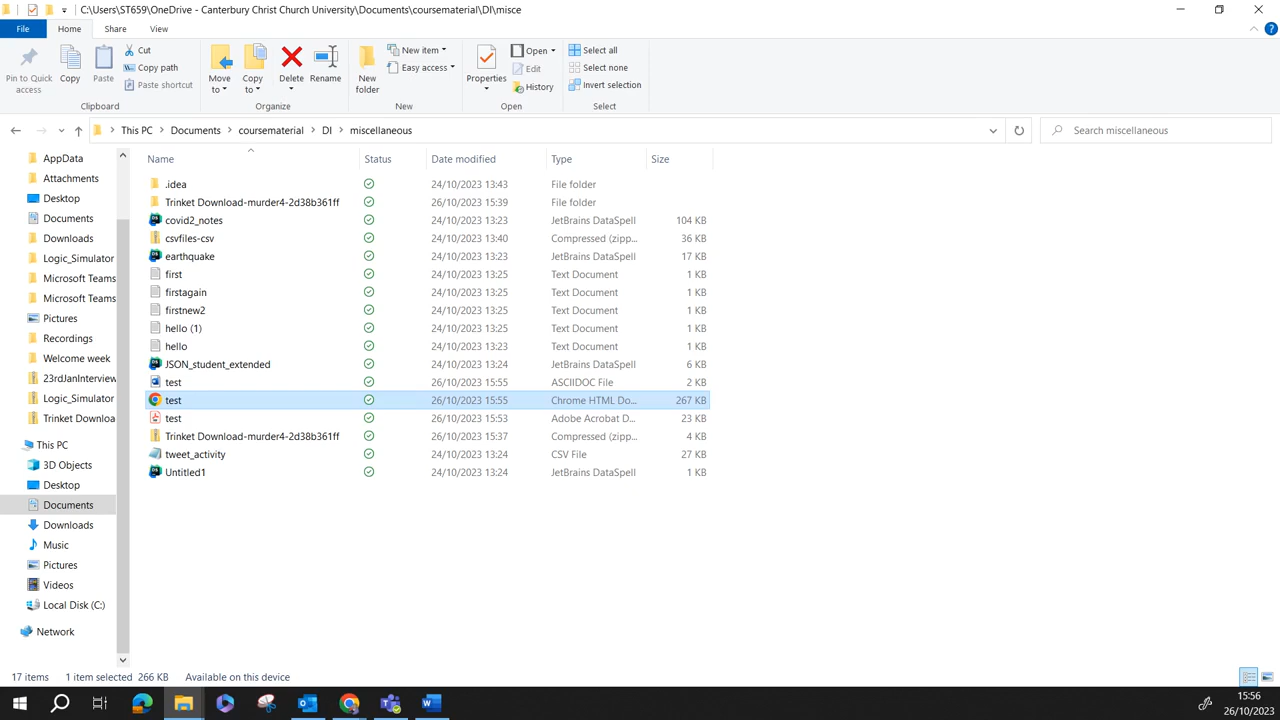 C:\Users\ST659\OneDrive - Canterbury Christ Church University\Documents\coursematerial\DI\misce
File Home Share View
Pin to Quick access
Copy
Paste
Cut
Copy path
Paste shortcut
Clipboard
Move to
Copy to
Delete
Rename
Organize
New folder
New item
Easy access
New
Properties
Open
Edit
History
Open
Select all
Select none
Invert selection
Select
This PC > Documents > coursematerial > DI > miscellaneous
Search miscellaneous
AppData
Attachments
Desktop
Documents
Downloads
Logic_Simulator
Microsoft Teams
Microsoft Teams
Pictures
Recordings
Welcome week
23rdJanInterview
Logic_Simulator
Trinket Downloa
This PC
3D Objects
Desktop
Documents
Downloads
Music
Pictures
Videos
Local Disk (C:)
Network
Name Status Date modified Type Size
.idea 24/10/2023 13:43 File folder
Trinket Download-murder4-2d38b361ff 26/10/2023 15:39 File folder
covid2_notes 24/10/2023 13:23 JetBrains DataSpell 104 KB
csvfiles-csv 24/10/2023 13:40 Compressed (zipp... 36 KB
earthquake 24/10/2023 13:23 JetBrains DataSpell 17 KB
first 24/10/2023 13:25 Text Document 1 KB
firstagain 24/10/2023 13:25 Text Document 1 KB
firstnew2 24/10/2023 13:25 Text Document 1 KB
hello (1) 24/10/2023 13:25 Text Document 1 KB
hello 24/10/2023 13:23 Text Document 1 KB
JSON_student_extended 24/10/2023 13:24 JetBrains DataSpell 6 KB
test 26/10/2023 15:55 ASCIIDOC File 2 KB
test 26/10/2023 15:55 Chrome HTML Do... 267 KB
test 26/10/2023 15:53 Adobe Acrobat D... 23 KB
Trinket Download-murder4-2d38b361ff 26/10/2023 15:37 Compressed (zipp... 4 KB
tweet_activity 24/10/2023 13:24 CSV File 27 KB
Untitled1 24/10/2023 13:24 JetBrains DataSpell 1 KB
17 items 1 item selected 266 KB Available on this device
15:56
26/10/2023